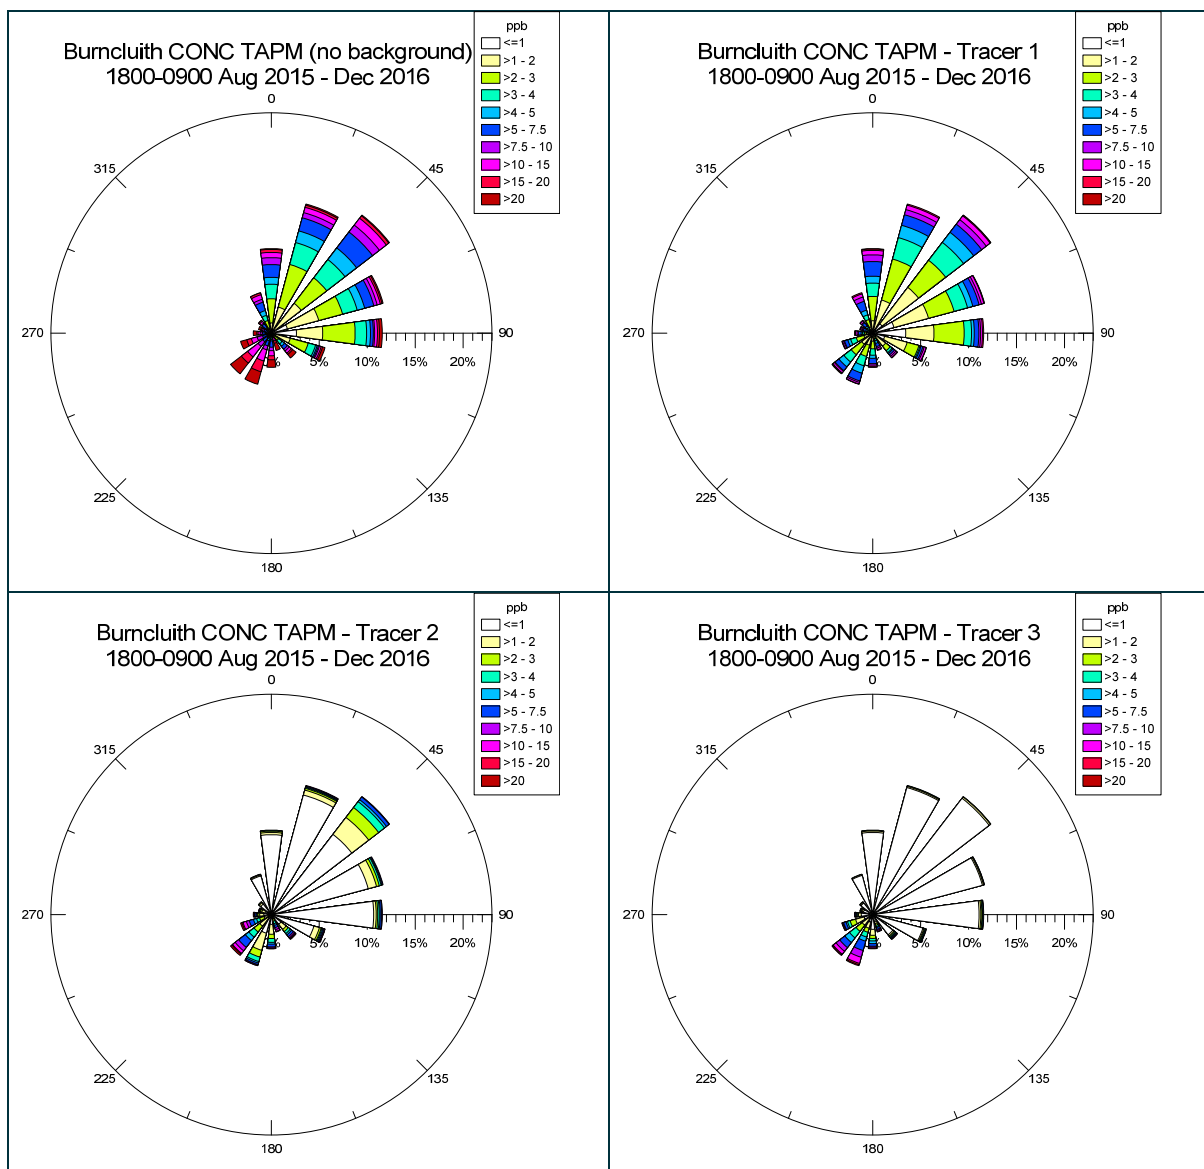 Burncluith CONC TAPM (no background)
1800-0900 Aug 2015 - Dec 2016
ppb
<=1
>1 - 2
>2 - 3
>3 - 4
>4 - 5
>5 - 7.5
>7.5 - 10
>10 - 15
>15 - 20
>20
0
45
90
135
180
225
270
315
5%
10%
15%
20%
Burncluith CONC TAPM - Tracer 1
1800-0900 Aug 2015 - Dec 2016
ppb
<=1
>1 - 2
>2 - 3
>3 - 4
>4 - 5
>5 - 7.5
>7.5 - 10
>10 - 15
>15 - 20
>20
0
45
90
135
180
225
270
315
5%
10%
15%
20%
Burncluith CONC TAPM - Tracer 2
1800-0900 Aug 2015 - Dec 2016
ppb
<=1
>1 - 2
>2 - 3
>3 - 4
>4 - 5
>5 - 7.5
>7.5 - 10
>10 - 15
>15 - 20
>20
0
45
90
135
180
225
270
315
5%
10%
15%
20%
Burncluith CONC TAPM - Tracer 3
1800-0900 Aug 2015 - Dec 2016
ppb
<=1
>1 - 2
>2 - 3
>3 - 4
>4 - 5
>5 - 7.5
>7.5 - 10
>10 - 15
>15 - 20
>20
0
45
90
135
180
225
270
315
5%
10%
15%
20%